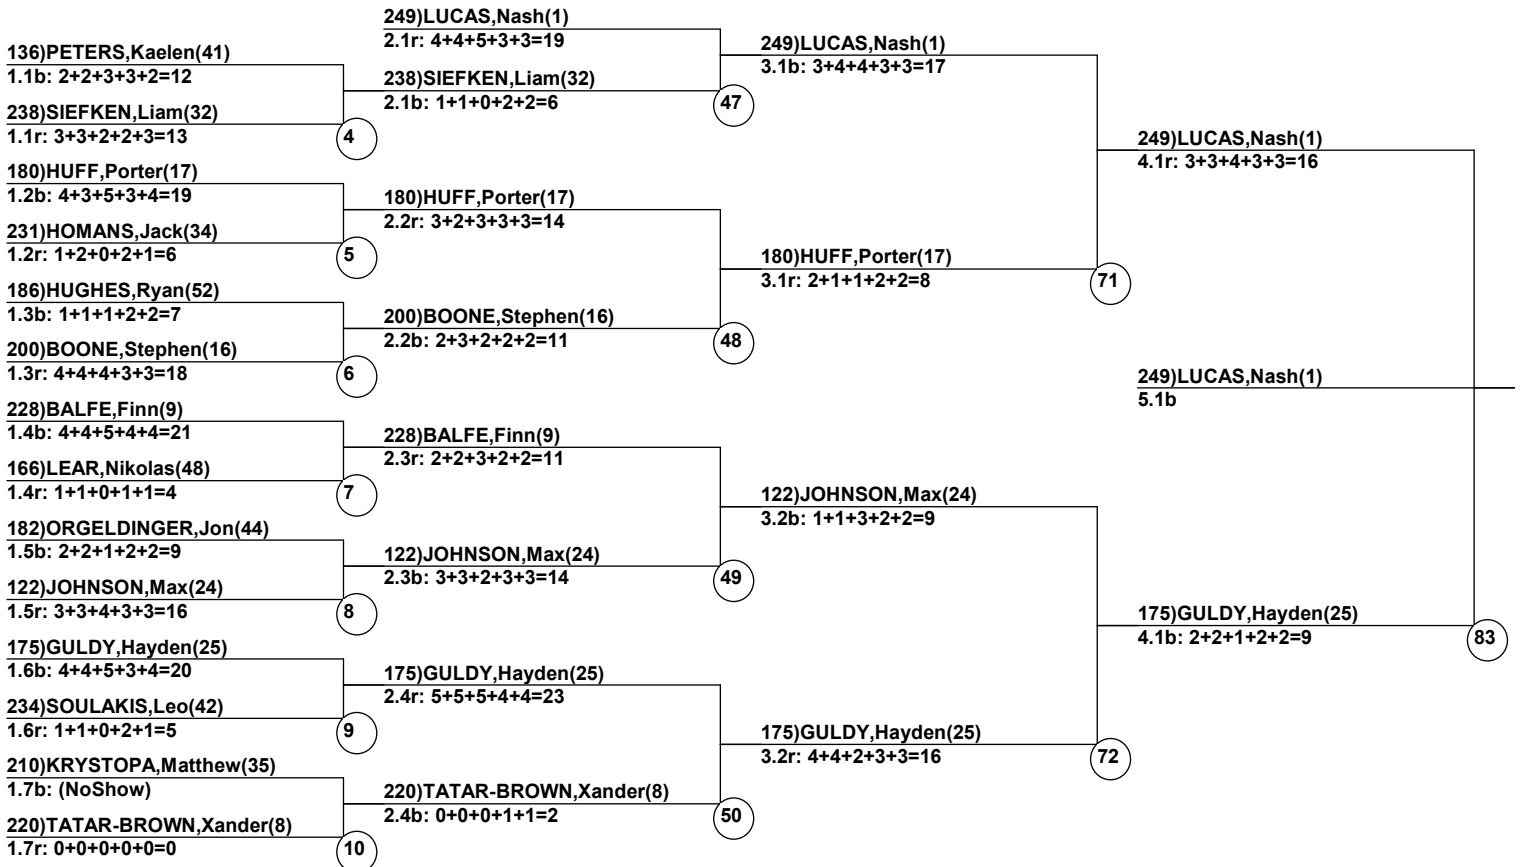 136)PETERS,Kaelen(41)
1.1b: 2+2+3+3+2=12
238)SIEFKEN,Liam(32)
1.1r: 3+3+2+2+3=13
4
180)HUFF,Porter(17)
1.2b: 4+3+5+3+4=19
231)HOMANS,Jack(34)
1.2r: 1+2+0+2+1=6
5
186)HUGHES,Ryan(52)
1.3b: 1+1+1+2+2=7
200)BOONE,Stephen(16)
1.3r: 4+4+4+3+3=18
6
228)BALFE,Finn(9)
1.4b: 4+4+5+4+4=21
166)LEAR,Nikolas(48)
1.4r: 1+1+0+1+1=4
7
182)ORGELDINGER,Jon(44)
1.5b: 2+2+1+2+2=9
122)JOHNSON,Max(24)
1.5r: 3+3+4+3+3=16
8
175)GULDY,Hayden(25)
1.6b: 4+4+5+3+4=20
234)SOULAKIS,Leo(42)
1.6r: 1+1+0+2+1=5
9
210)KRYSTOPA,Matthew(35)
1.7b: (NoShow)
220)TATAR-BROWN,Xander(8)
1.7r: 0+0+0+0+0=0
10
249)LUCAS,Nash(1)
2.1r: 4+4+5+3+3=19
238)SIEFKEN,Liam(32)
2.1b: 1+1+0+2+2=6
47
180)HUFF,Porter(17)
2.2r: 3+2+3+3+3=14
200)BOONE,Stephen(16)
2.2b: 2+3+2+2+2=11
48
228)BALFE,Finn(9)
2.3r: 2+2+3+2+2=11
122)JOHNSON,Max(24)
2.3b: 3+3+2+3+3=14
49
175)GULDY,Hayden(25)
2.4r: 5+5+5+4+4=23
220)TATAR-BROWN,Xander(8)
2.4b: 0+0+0+1+1=2
50
249)LUCAS,Nash(1)
3.1b: 3+4+4+3+3=17
180)HUFF,Porter(17)
3.1r: 2+1+1+2+2=8
71
122)JOHNSON,Max(24)
3.2b: 1+1+3+2+2=9
175)GULDY,Hayden(25)
3.2r: 4+4+2+3+3=16
72
249)LUCAS,Nash(1)
4.1r: 3+3+4+3+3=16
175)GULDY,Hayden(25)
4.1b: 2+2+1+2+2=9
83
249)LUCAS,Nash(1)
5.1b